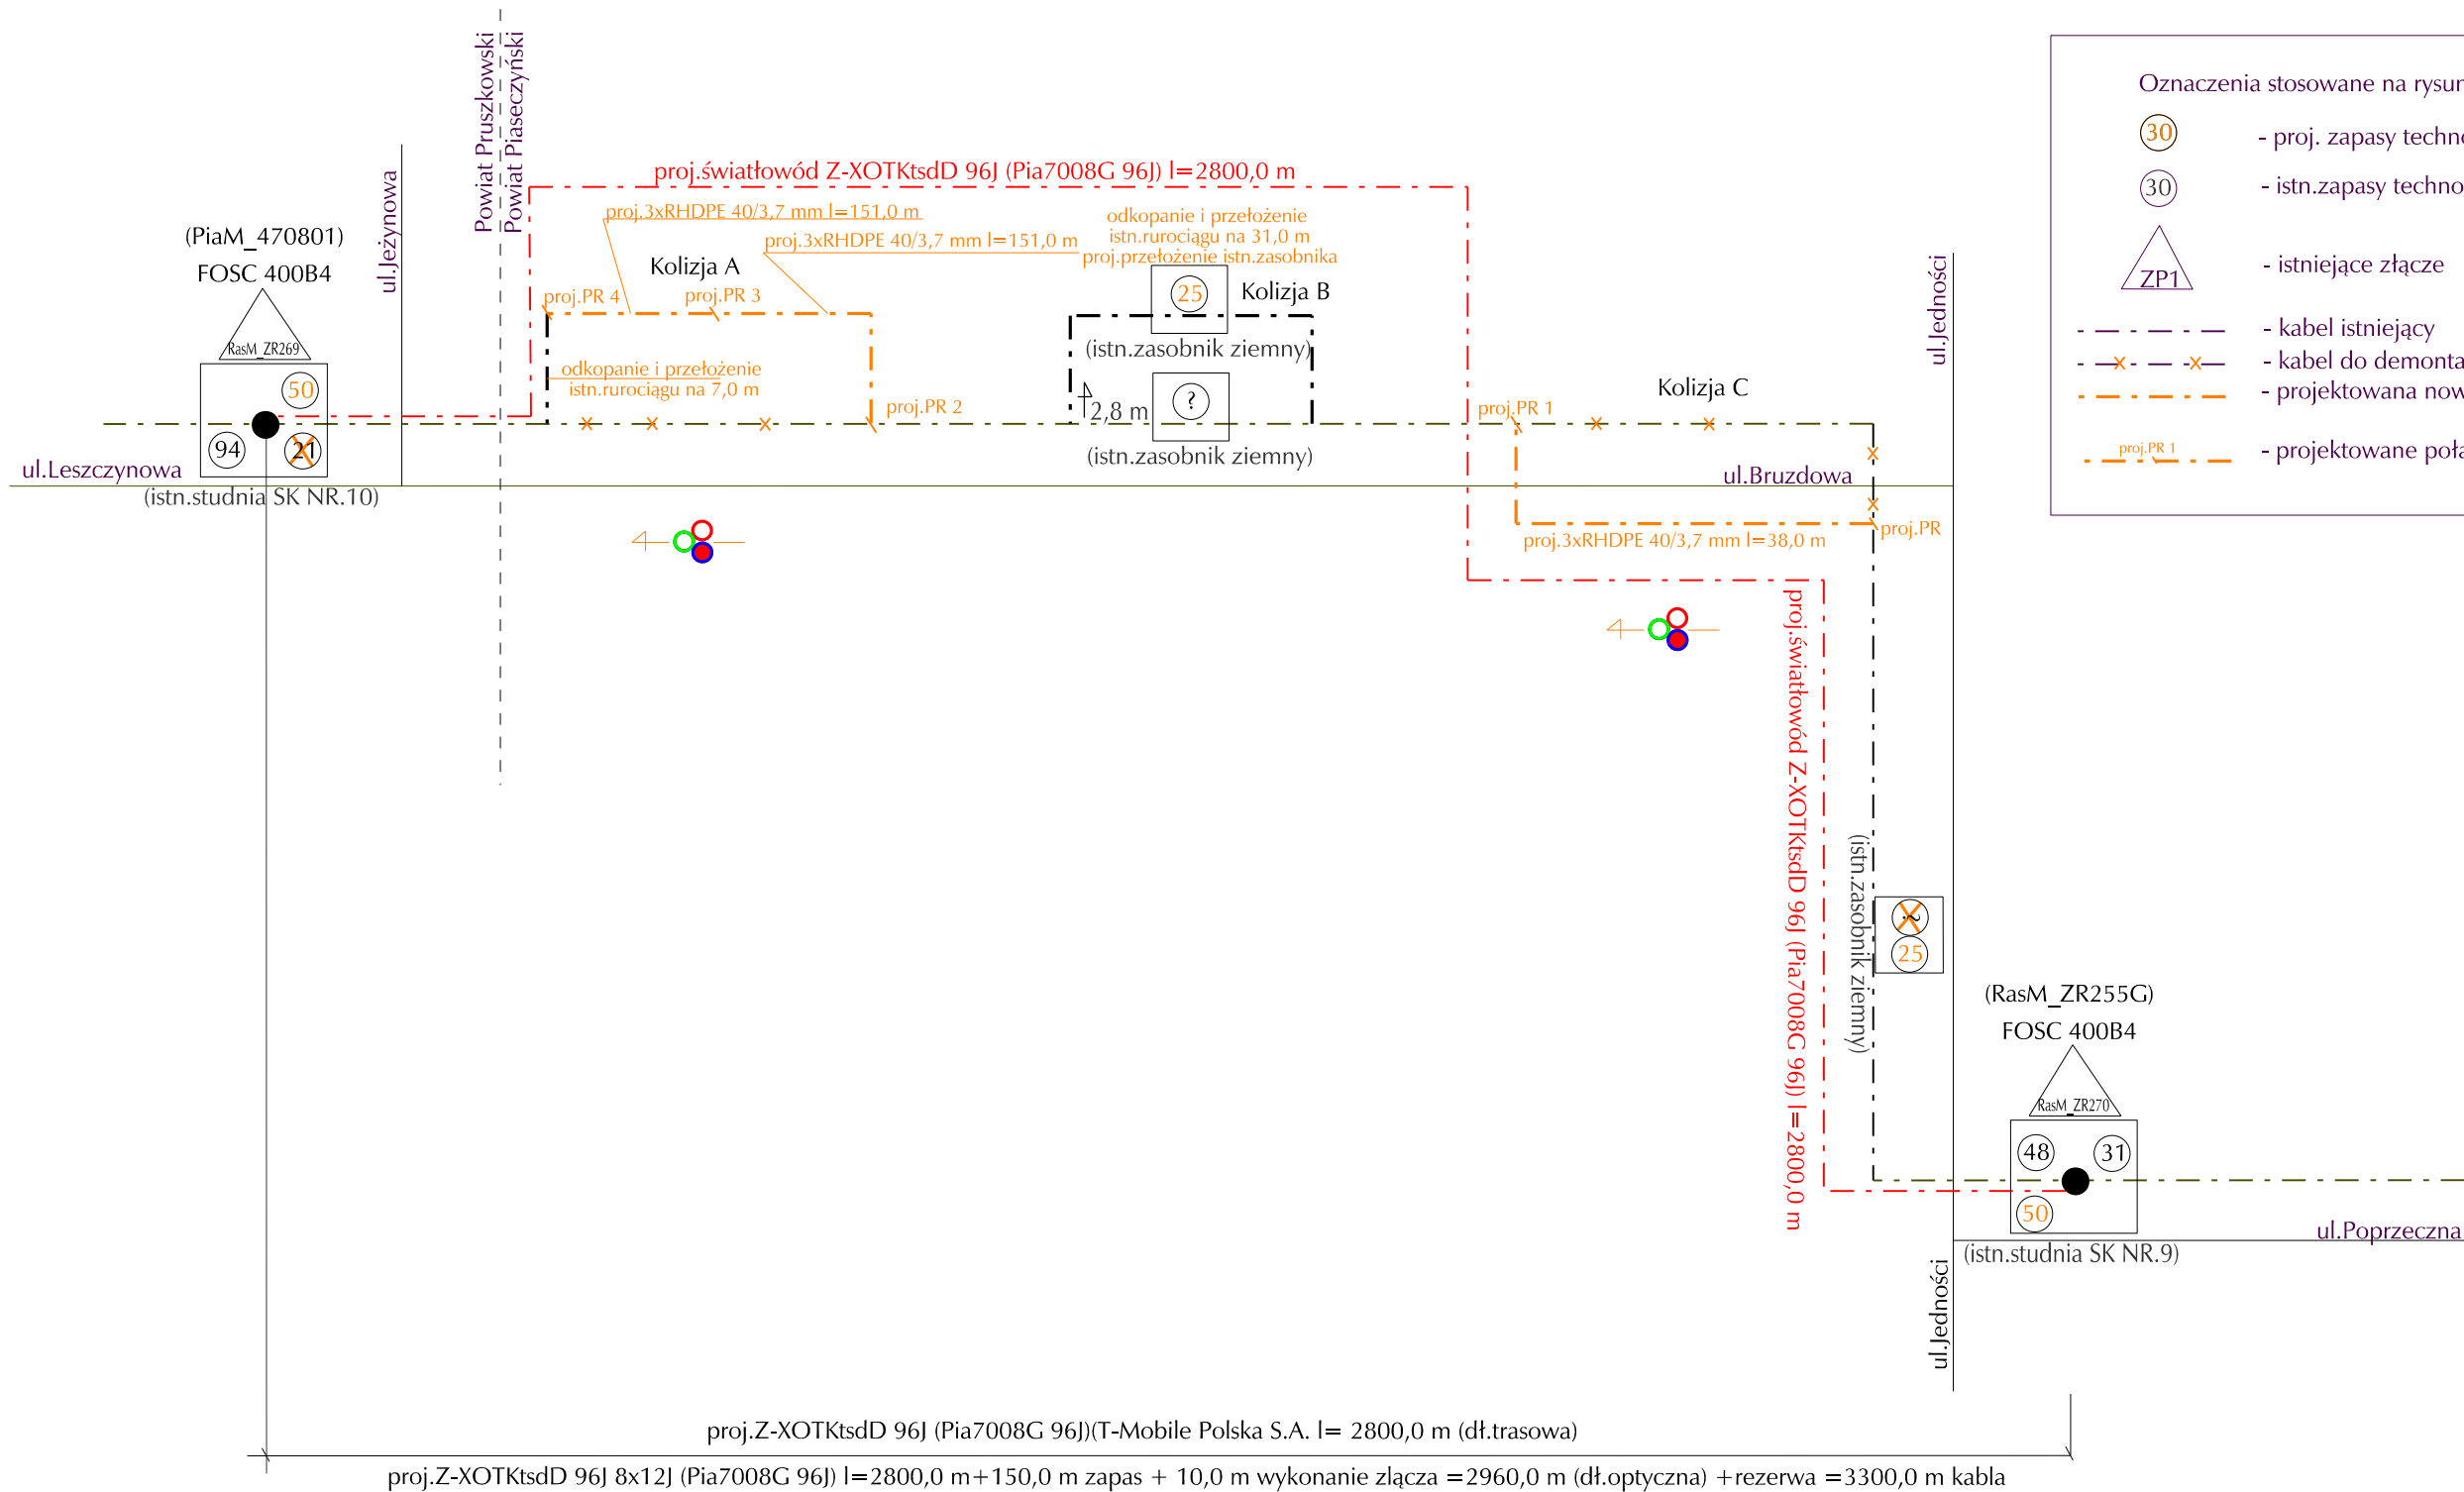 Powiat Pruszkowski
Powiat Piaseczyński
ul.Jeżynowa
(PiaM_470801)
FOSC 400B4
RasM_ZR269
50
94
21
ul.Leszczynowa
(istn.studnia SK NR.10)
proj.światłowód Z-XOTKtsdD 96J (Pia7008G 96J) l=2800,0 m
proj.3xRHDPE 40/3,7 mm l=151,0 m
proj.3xRHDPE 40/3,7 mm l=151,0 m
Kolizja A
proj.PR 4
proj.PR 3
odkopanie i przełożenie
istn.rurociągu na 7,0 m
proj.PR 2
odkopanie i przełożenie
istn.rurociągu na 31,0 m
proj.przełożenie istn.zasobnika
25
Kolizja B
(istn.zasobnik ziemny)
?
2,8 m
(istn.zasobnik ziemny)
Kolizja C
proj.PR 1
ul.Bruzdowa
proj.PR
proj.3xRHDPE 40/3,7 mm l=38,0 m
ul.Jedności
proj.światłowód Z-XOTKtsdD 96J (Pia7008G 96J) l=2800,0 m
(istn.zasobnik ziemny)
?
25
(RasM_ZR255G)
FOSC 400B4
RasM_ZR270
48
31
50
(istn.studnia SK NR.9)
ul.Poprzeczna
ul.Jedności
Oznaczenia stosowane na rysun
30
- proj. zapasy techno
30
- istn.zapasy techno
ZP1
- istniejące złącze
- kabel istniejący
- kabel do demonta
- projektowana now
proj.PR 1
- projektowane poła
proj.Z-XOTKtsdD 96J (Pia7008G 96J)(T-Mobile Polska S.A. l= 2800,0 m (dł.trasowa)
proj.Z-XOTKtsdD 96J 8x12J (Pia7008G 96J) l=2800,0 m+150,0 m zapas + 10,0 m wykonanie zlącza =2960,0 m (dł.optyczna) +rezerwa =3300,0 m kabla